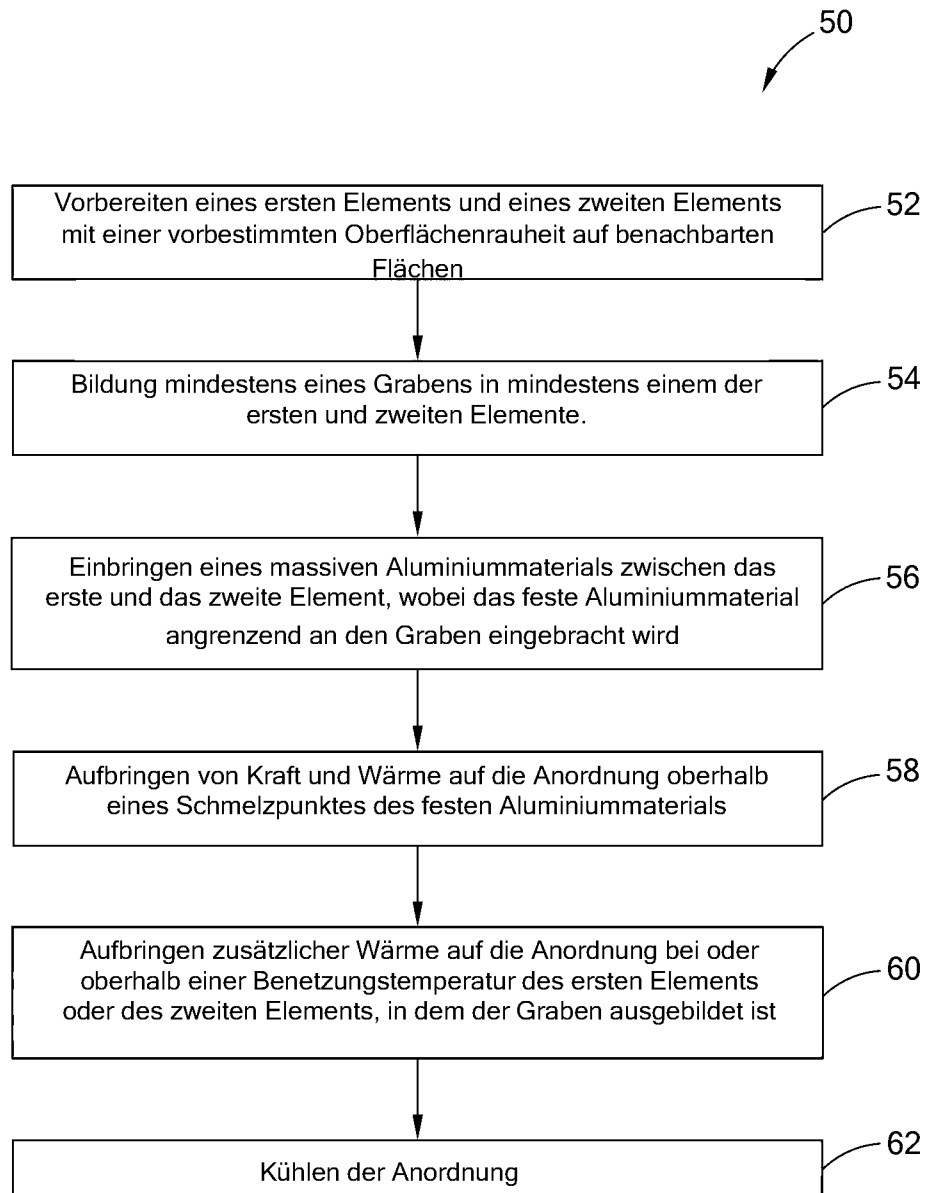 50
Vorbereiten eines ersten Elements und eines zweiten Elements
mit einer vorbestimmten Oberflächenrauheit auf benachbarten
Flächen
52
Bildung mindestens eines Grabens in mindestens einem der
ersten und zweiten Elemente.
54
Einbringen eines massiven Aluminiummaterials zwischen das
erste und das zweite Element, wobei das feste Aluminiummaterial
angrenzend an den Graben eingebracht wird
56
Aufbringen von Kraft und Wärme auf die Anordnung oberhalb
eines Schmelzpunktes des festen Aluminiummaterials
58
Aufbringen zusätzlicher Wärme auf die Anordnung bei oder
oberhalb einer Benetzungstemperatur des ersten Elements
oder des zweiten Elements, in dem der Graben ausgebildet ist
60
Kühlen der Anordnung
62